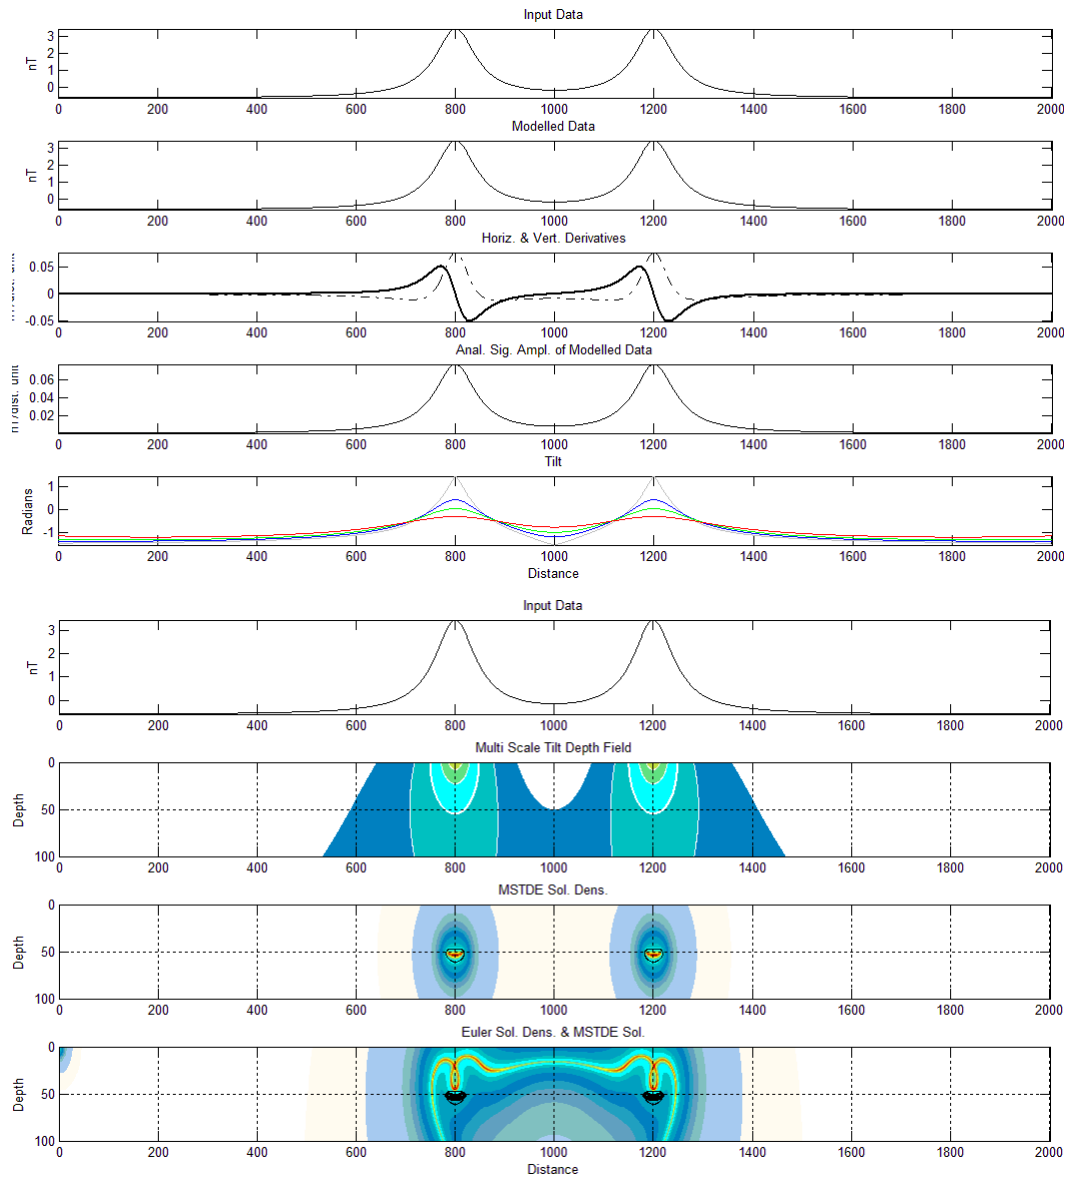 Input Data
3
2
1
0
nT
0 200 400 600 800 1000 1200 1400 1600 1800 2000
Modelled Data
3
2
1
0
nT
0 200 400 600 800 1000 1200 1400 1600 1800 2000
Horiz. & Vert. Derivatives
0.05
0
-0.05
0 200 400 600 800 1000 1200 1400 1600 1800 2000
Anal. Sig. Ampl. of Modelled Data
0.06
0.04
0.02
nT/dist. unit
0 200 400 600 800 1000 1200 1400 1600 1800 2000
Tilt
1
0
-1
Radians
0 200 400 600 800 1000 1200 1400 1600 1800 2000
Distance
Input Data
3
2
1
0
nT
0 200 400 600 800 1000 1200 1400 1600 1800 2000
Multi Scale Tilt Depth Field
0
50
100
Depth
0 200 400 600 800 1000 1200 1400 1600 1800 2000
MSTDE Sol. Dens.
0
50
100
Depth
0 200 400 600 800 1000 1200 1400 1600 1800 2000
Euler Sol. Dens. & MSTDE Sol.
0
50
100
Depth
0 200 400 600 800 1000 1200 1400 1600 1800 2000
Distance